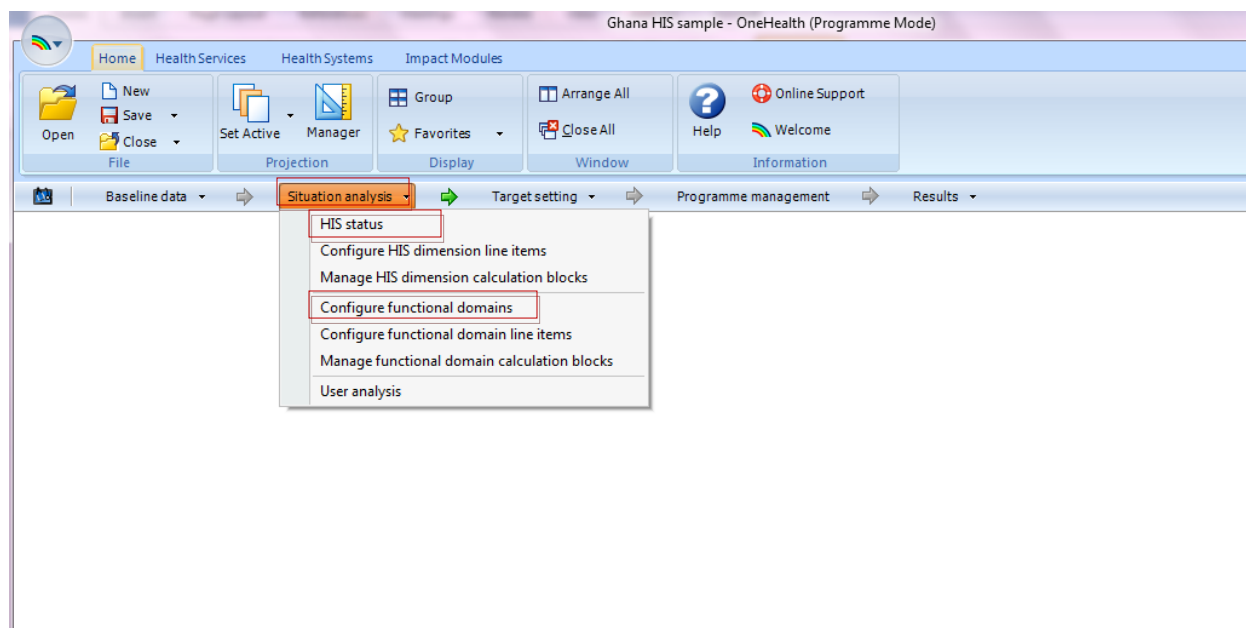 Ghana HIS sample - OneHealth (Programme Mode)
Home Health Services Health Systems Impact Modules
Open
New
Save
Close
File
Set Active
Manager
Projection
Group
Favorites
Display
Arrange All
Close All
Window
Help
Online Support
Welcome
Information
Baseline data Situation analysis Target setting Programme management Results
HIS status
Configure HIS dimension line items
Manage HIS dimension calculation blocks
Configure functional domains
Configure functional domain line items
Manage functional domain calculation blocks
User analysis